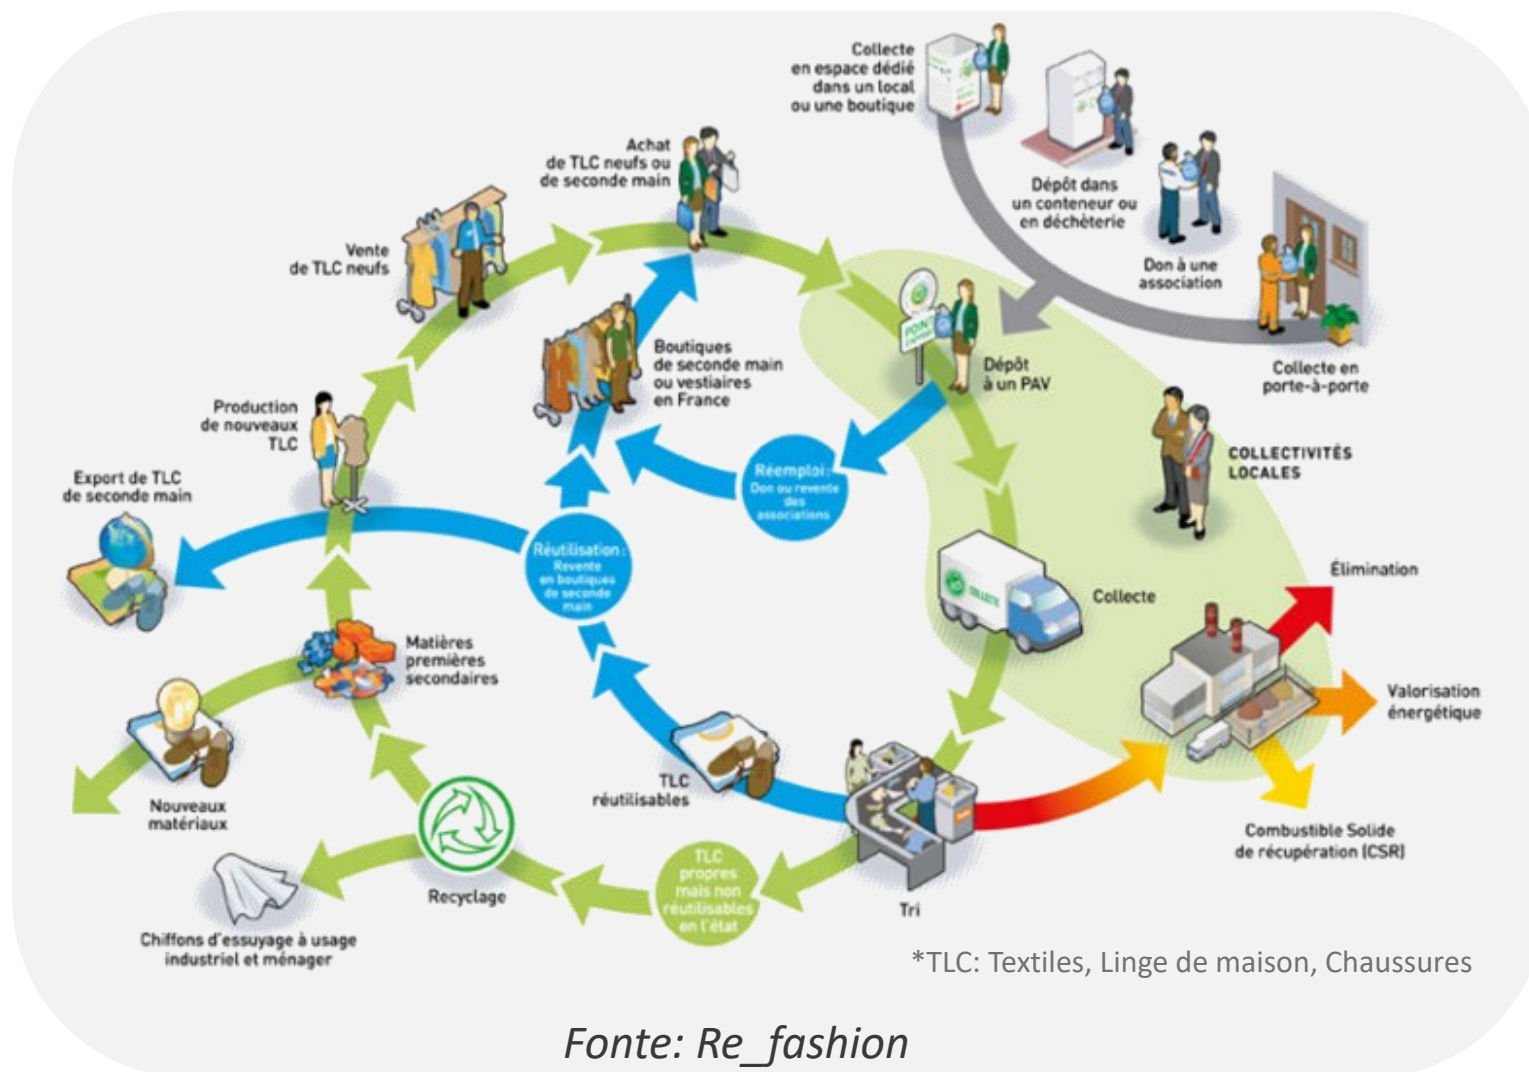 Collecte
en espace dédié
dans un local
ou une boutique
Dépôt dans
un conteneur ou
en déchèterie
Don à une
association
Collecte en
porte-à-porte
Achat
de TLC neufs ou
de seconde main
Vente
de TLC neufs
Boutiques
de seconde main
ou vestiaires
en France
POINT
Dépôt
à un PAV
Production
de nouveaux
TLC
COLLECTIVITÉS
LOCALES
Réemploi :
Don ou revente
des
associations
Export de TLC
de seconde main
Réutilisation :
Revente
en boutiques
de seconde
main
COLLECTE
Collecte
Élimination
Matières
premières
secondaires
Valorisation
énergétique
TLC
réutilisables
Nouveaux
matériaux
Combustible Solide
de récupération (CSR)
TLC
propres
mais non
réutilisables
en l'état
Recyclage
Tri
Chiffons d'essuyage à usage
industriel et ménager
*TLC: Textiles, Linge de maison, Chaussures
Fonte: Re_fashion